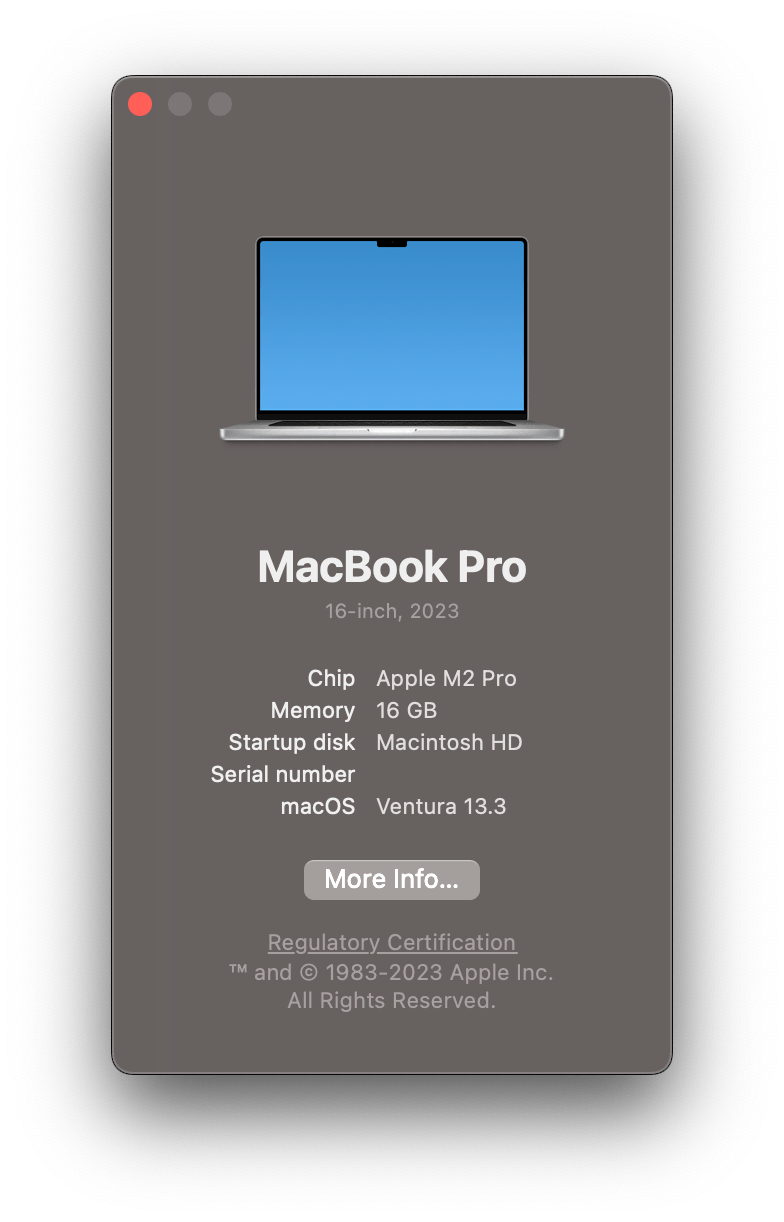 MacBook Pro
16-inch, 2023
Chip Apple M2 Pro
Memory 16 GB
Startup disk Macintosh HD
Serial number
macOS Ventura 13.3
More Info...
Regulatory Certification
™ and © 1983-2023 Apple Inc.
All Rights Reserved.